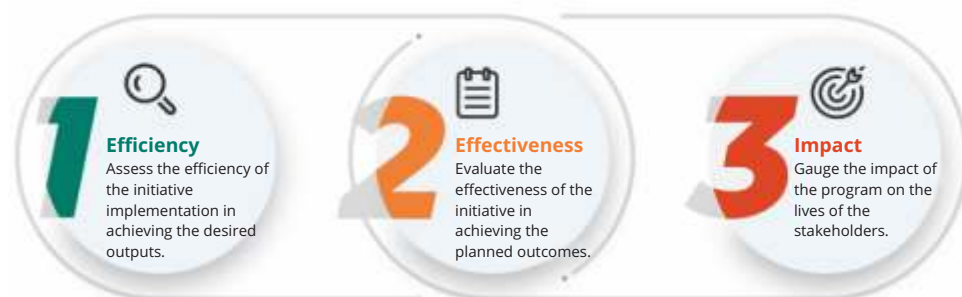 1
Efficiency
Assess the efficiency of
the initiative
implementation in
achieving the desired
outputs.
2
Effectiveness
Evaluate the
effectiveness of the
initiative in
achieving the
planned outcomes.
3
Impact
Gauge the impact of
the program on the
lives of the
stakeholders.